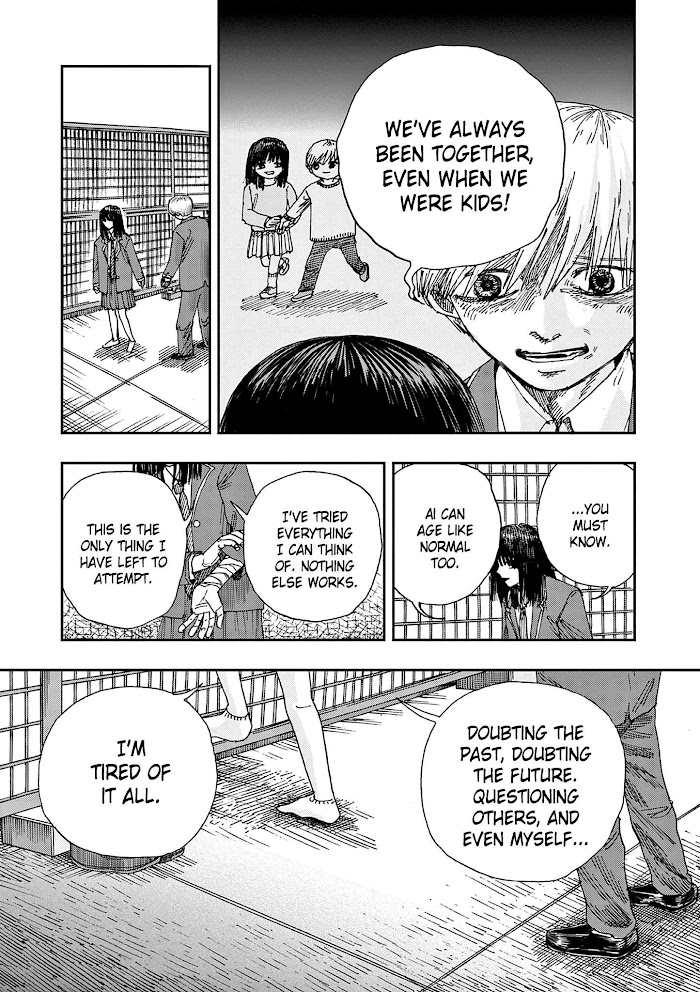 WE'VE ALWAYS
BEEN TOGETHER,
EVEN WHEN WE
WERE KIDS!
...YOU
MUST
KNOW.
AI CAN
AGE LIKE
NORMAL
TOO.
I'VE TRIED
EVERYTHING
I CAN THINK
OF. NOTHING
ELSE WORKS.
THIS IS THE
ONLY THING I
HAVE LEFT TO
ATTEMPT.
DOUBTING THE
PAST, DOUBTING
THE FUTURE.
QUESTIONING
OTHERS, AND
EVEN MYSELF...
I'M
TIRED OF
IT ALL.